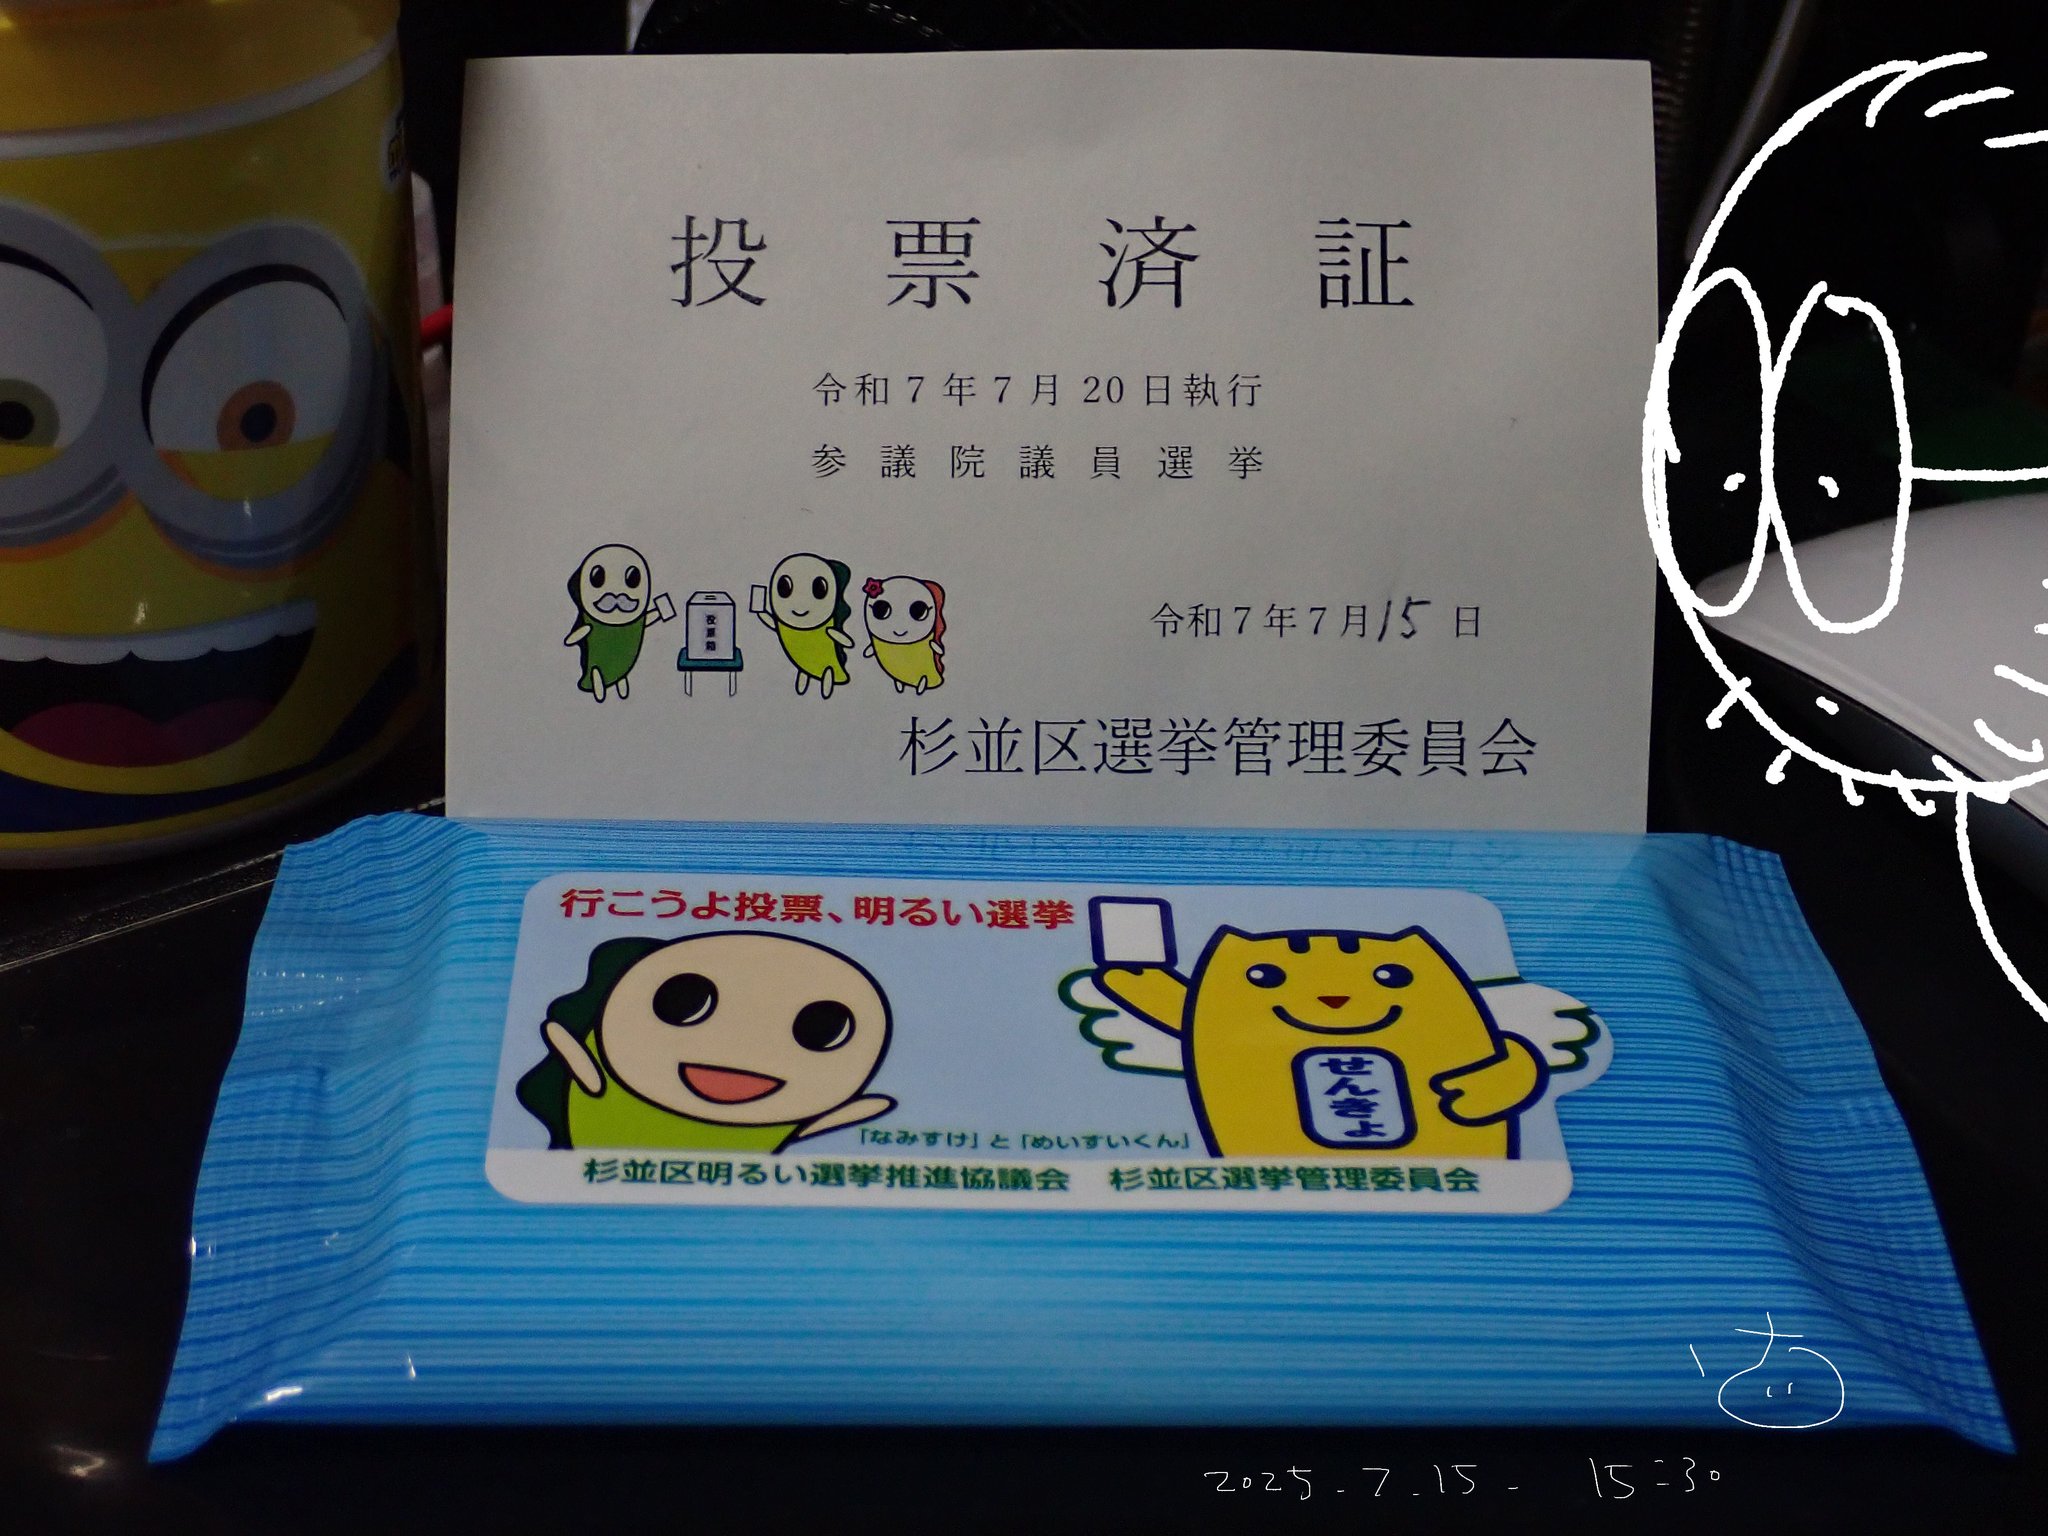 投票済証
令和7年7月20日執行
参議院議員選挙
投票箱
令和7年7月15日
杉並区選挙管理委員会
行こうよ投票、明るい選挙
せんきょ
「なみすけ」と「めいすいくん」
杉並区明るい選挙推進協議会 杉並区選挙管理委員会
2025.7.15. 15:30